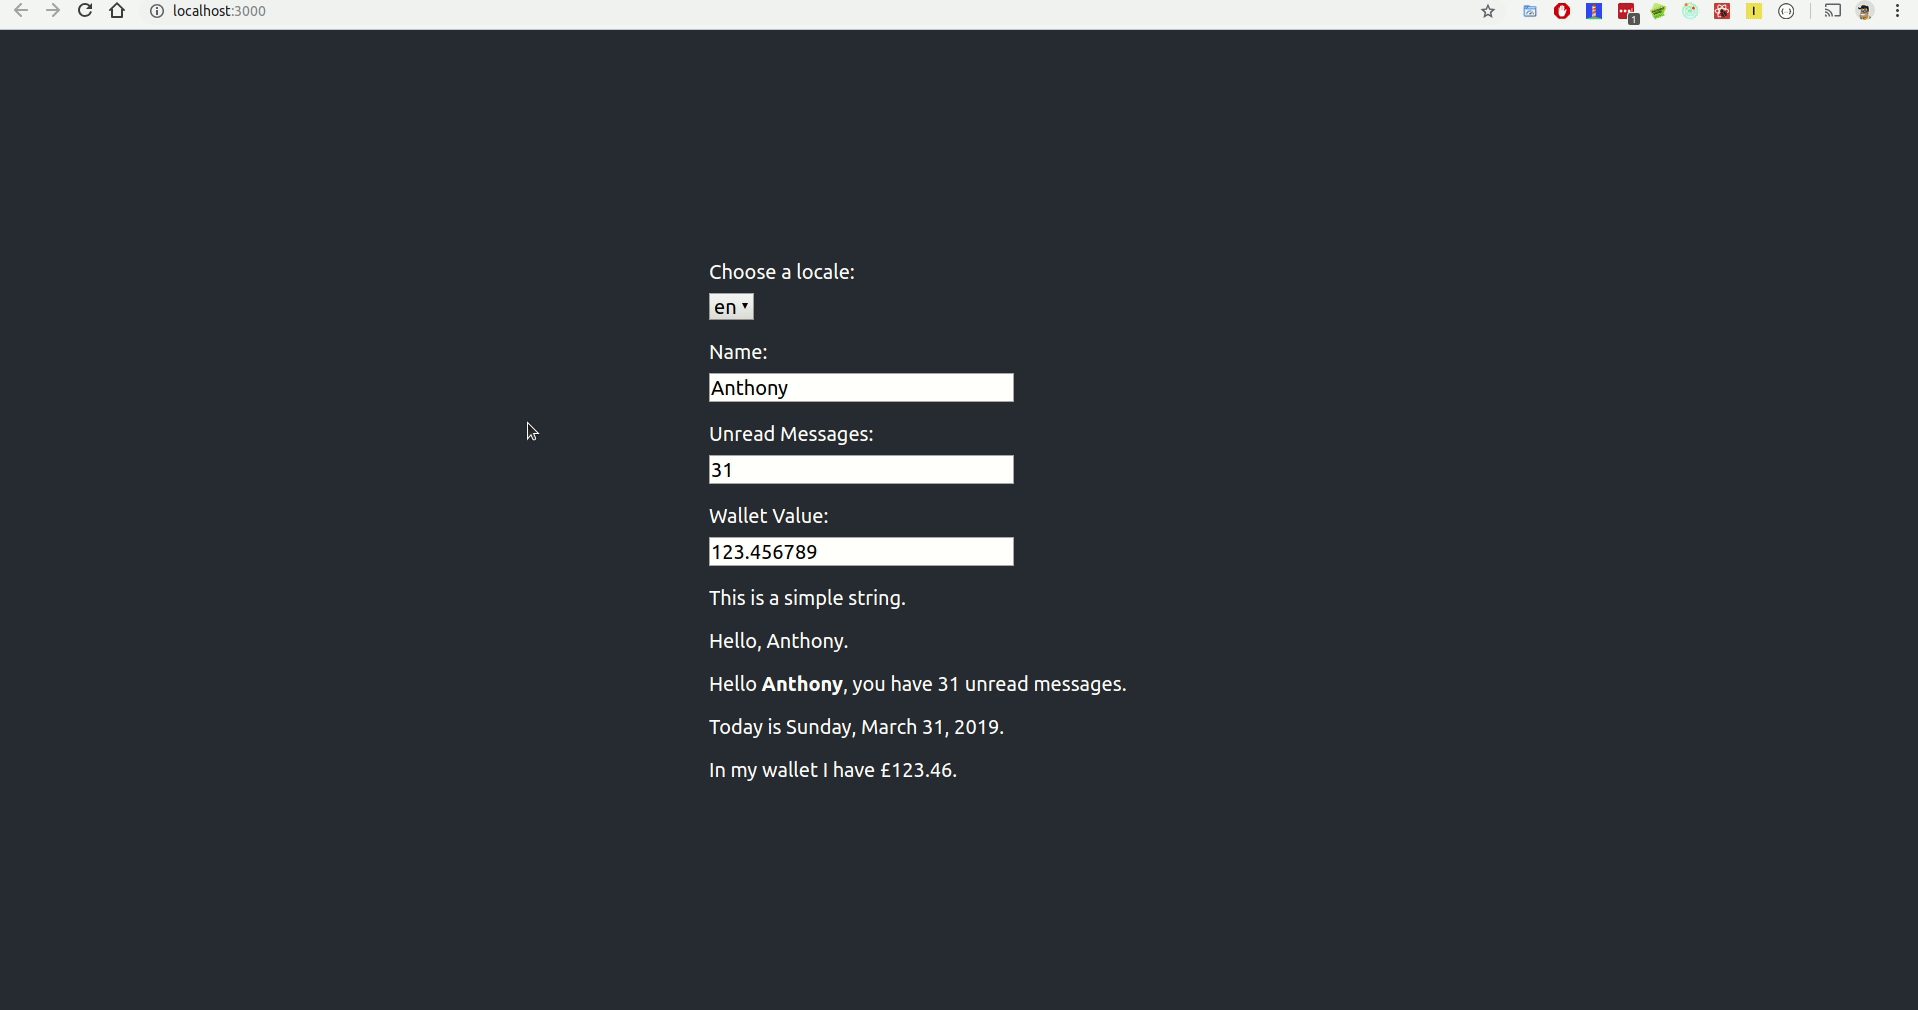 localhost:3000
1
Choose a locale:
en
Name:
Anthony
Unread Messages:
31
Wallet Value:
123.456789
This is a simple string.
Hello, Anthony.
Hello Anthony, you have 31 unread messages.
Today is Sunday, March 31, 2019.
In my wallet I have £123.46.